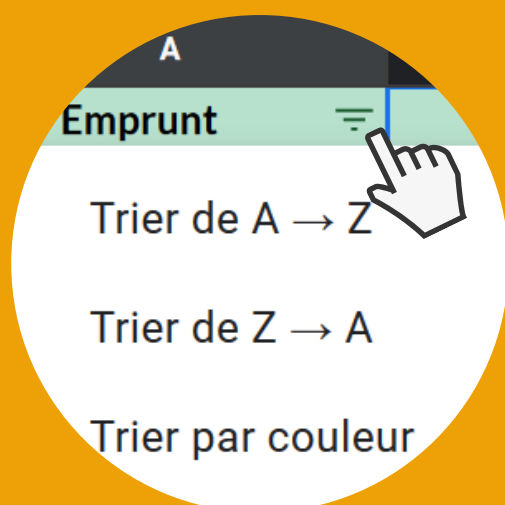 A
Emprunt
Trier de A → Z
Trier de Z → A
Trier par couleur